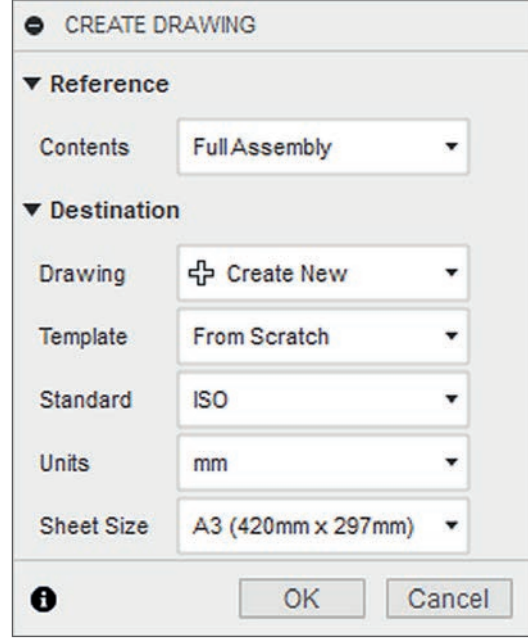 CREATE DRAWING
Reference
Contents Full Assembly
Destination
Drawing Create New
Template From Scratch
Standard ISO
Units mm
Sheet Size A3 (420mm x 297mm)
OK Cancel